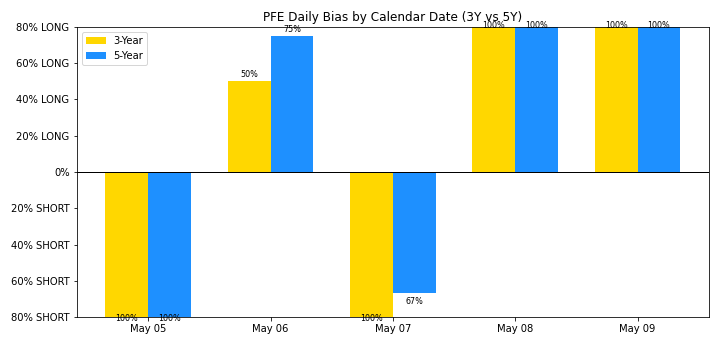 PFE Daily Bias by Calendar Date (3Y vs 5Y)
80% LONG
60% LONG
40% LONG
20% LONG
0%
20% SHORT
40% SHORT
60% SHORT
80% SHORT
3-Year
5-Year
100% 100%
50% 75%
100% 67%
100% 100%
100% 100%
May 05 May 06 May 07 May 08 May 09